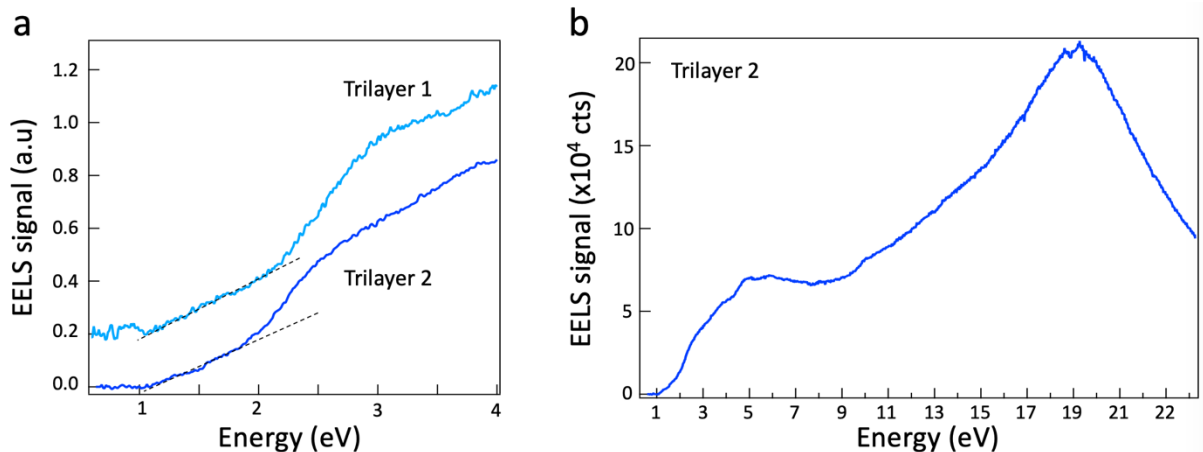 a
EELS signal (a.u)
1.2
1.0
0.8
0.6
0.4
0.2
0.0
Trilayer 1
Trilayer 2
1 2 3 4
Energy (eV)
b
EELS signal (x10⁴ cts)
20
15
10
5
0
Trilayer 2
1 3 5 7 9 11 13 15 17 19 21 22
Energy (eV)